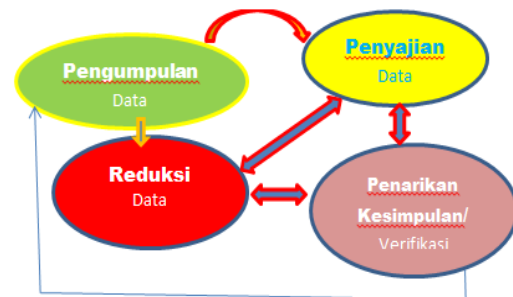 Pengumpulan
Data
Penyajian
Data
Reduksi
Data
Penarikan
Kesimpulan/
Verifikasi